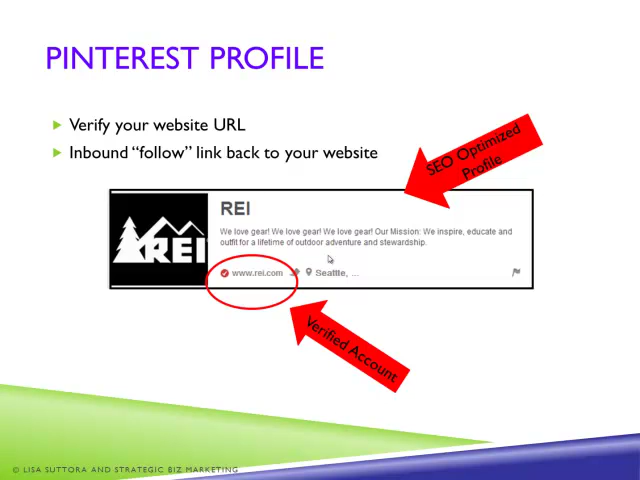 PINTEREST PROFILE
Verify your website URL
Inbound “follow” link back to your website
SEO Optimized
Profile
REI
REI
We love gear! We love gear! We love gear! Our Mission: We inspire, educate and
outfit for a lifetime of outdoor adventure and stewardship.
www.rei.com
Seattle, ...
Verified Account
© LISA SUTTORA AND STRATEGIC BIZ MARKETING